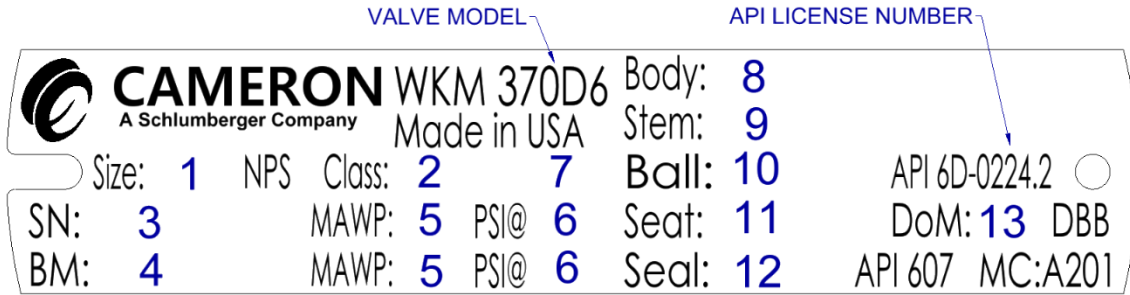 VALVE MODEL API LICENSE NUMBER
CAMERON WKM 370D6 Body: 8
A Schlumberger Company Made in USA Stem: 9
Size: 1 NPS Class: 2 7 Ball: 10 API 6D-0224.2
SN: 3 MAWP: 5 PSI@ 6 Seat: 11 DoM: 13 DBB
BM: 4 MAWP: 5 PSI@ 6 Seal: 12 API 607 MC:A201